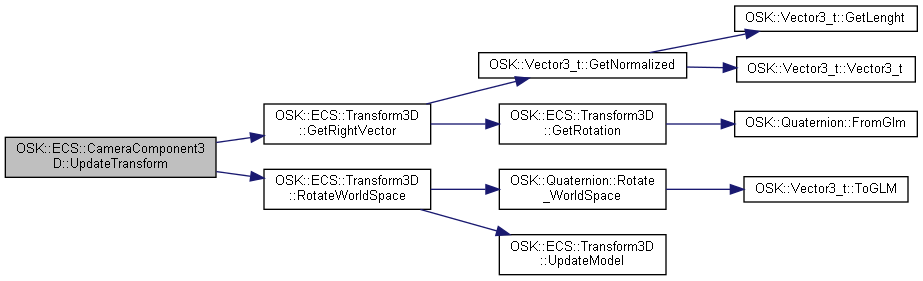 OSK::ECS::CameraComponent3
D::UpdateTransform
OSK::ECS::Transform3D
::GetRightVector
OSK::Vector3_t::GetNormalized
OSK::Vector3_t::GetLenght
OSK::Vector3_t::Vector3_t
OSK::ECS::Transform3D
::GetRotation
OSK::Quaternion::FromGlm
OSK::ECS::Transform3D
::RotateWorldSpace
OSK::Quaternion::Rotate
_WorldSpace
OSK::Vector3_t::ToGLM
OSK::ECS::Transform3D
::UpdateModel